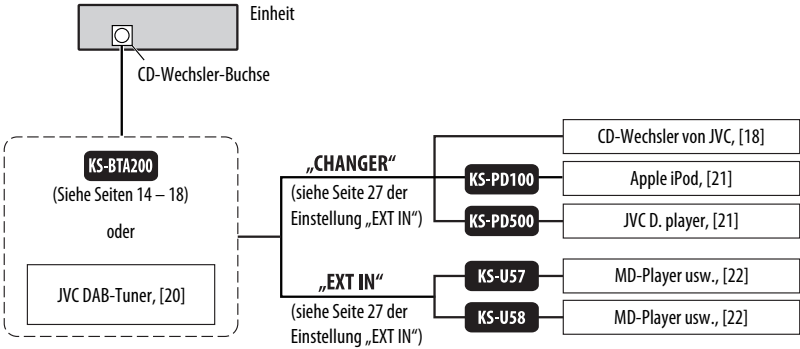 Einheit
CD-Wechsler-Buchse
KS-BTA200
(Siehe Seiten 14 – 18)
oder
JVC DAB-Tuner, [20]
„CHANGER“
(siehe Seite 27 der
Einstellung „EXT IN“)
CD-Wechsler von JVC, [18]
KS-PD100
Apple iPod, [21]
KS-PD500
JVC D. player, [21]
„EXT IN“
(siehe Seite 27 der
Einstellung „EXT IN“)
KS-U57
MD-Player usw., [22]
KS-U58
MD-Player usw., [22]